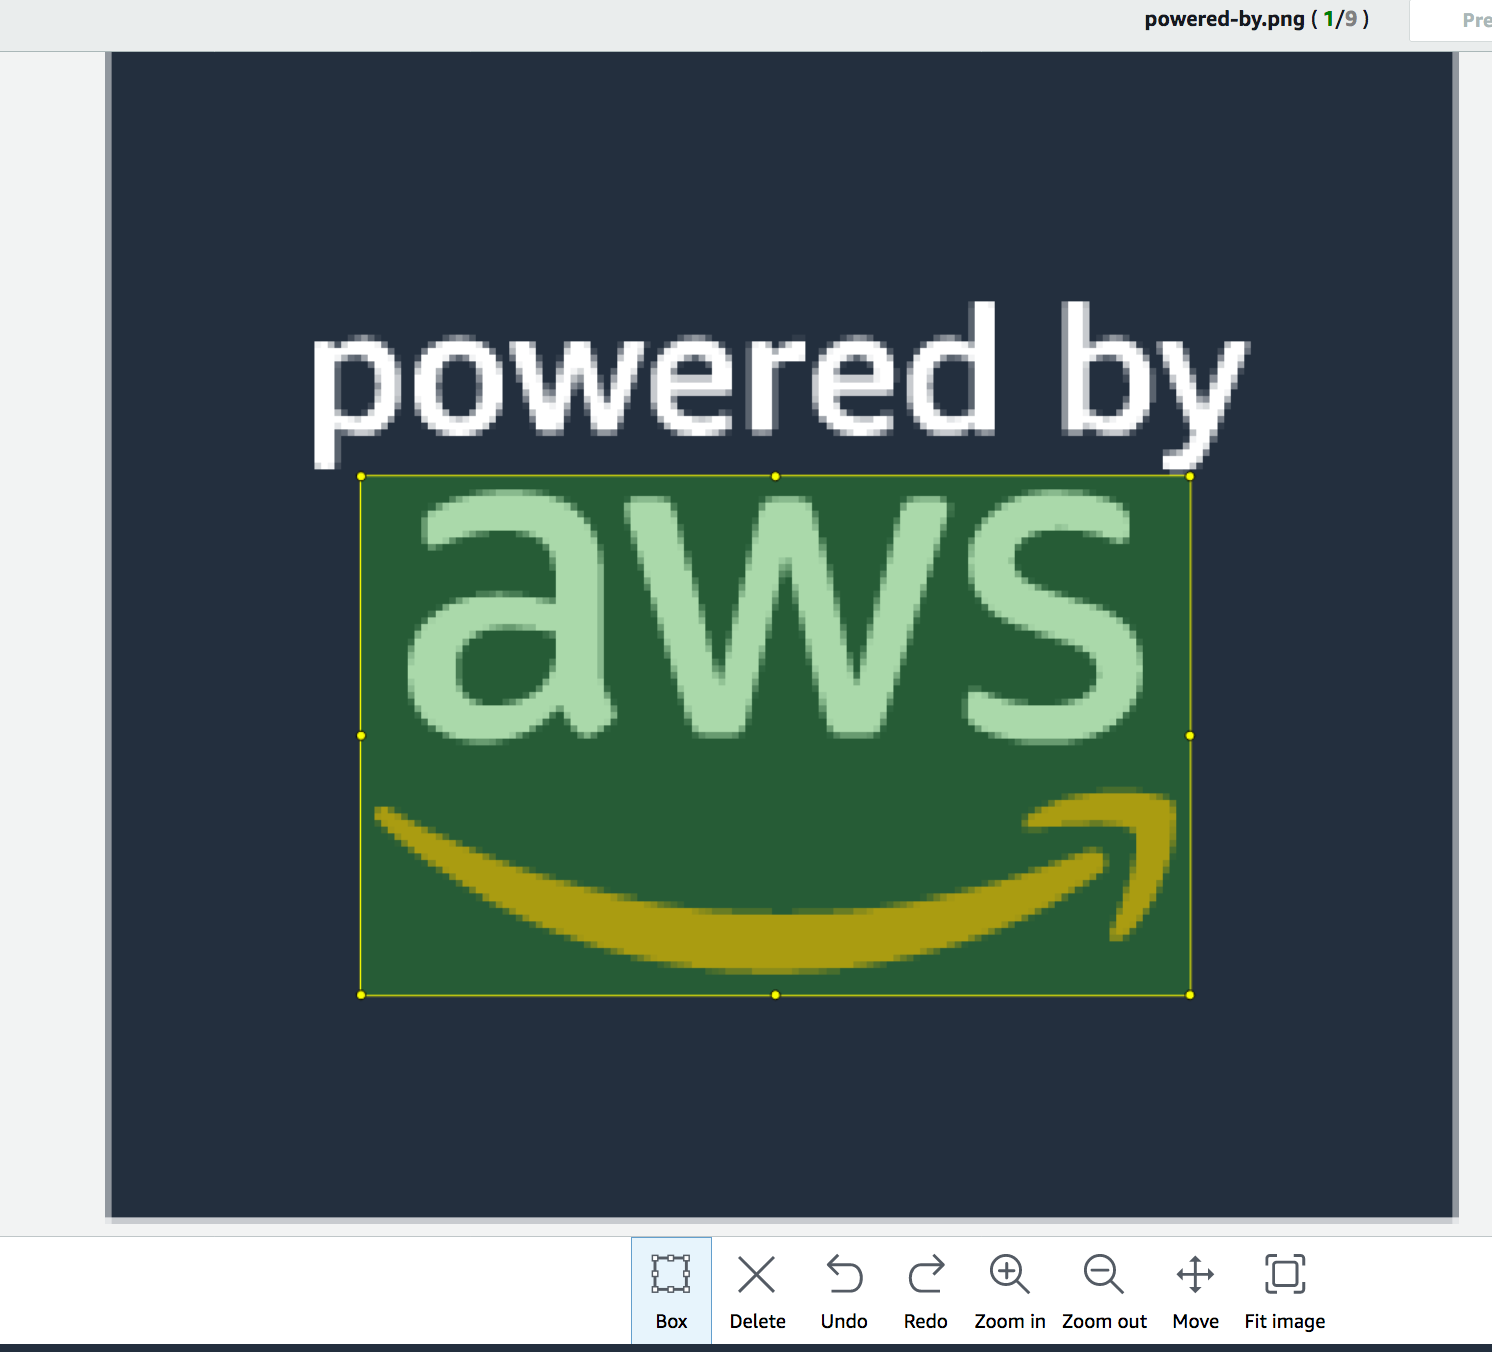 powered-by.png ( 1/9 )
Pre
powered by
aws
Box Delete Undo Redo Zoom in Zoom out Move Fit image